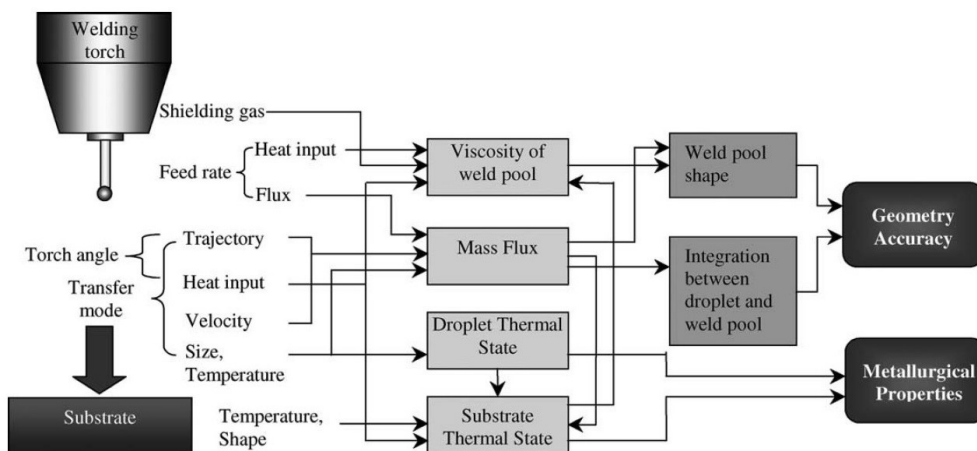 Welding
torch
Shielding gas
Heat input
Feed rate
Flux
Trajectory
Torch angle
Transfer
mode
Heat input
Velocity
Size,
Temperature
Temperature,
Shape
Substrate
Viscosity of
weld pool
Mass Flux
Droplet Thermal
State
Substrate
Thermal State
Weld pool
shape
Integration
between
droplet and
weld pool
Geometry
Accuracy
Metallurgical
Properties